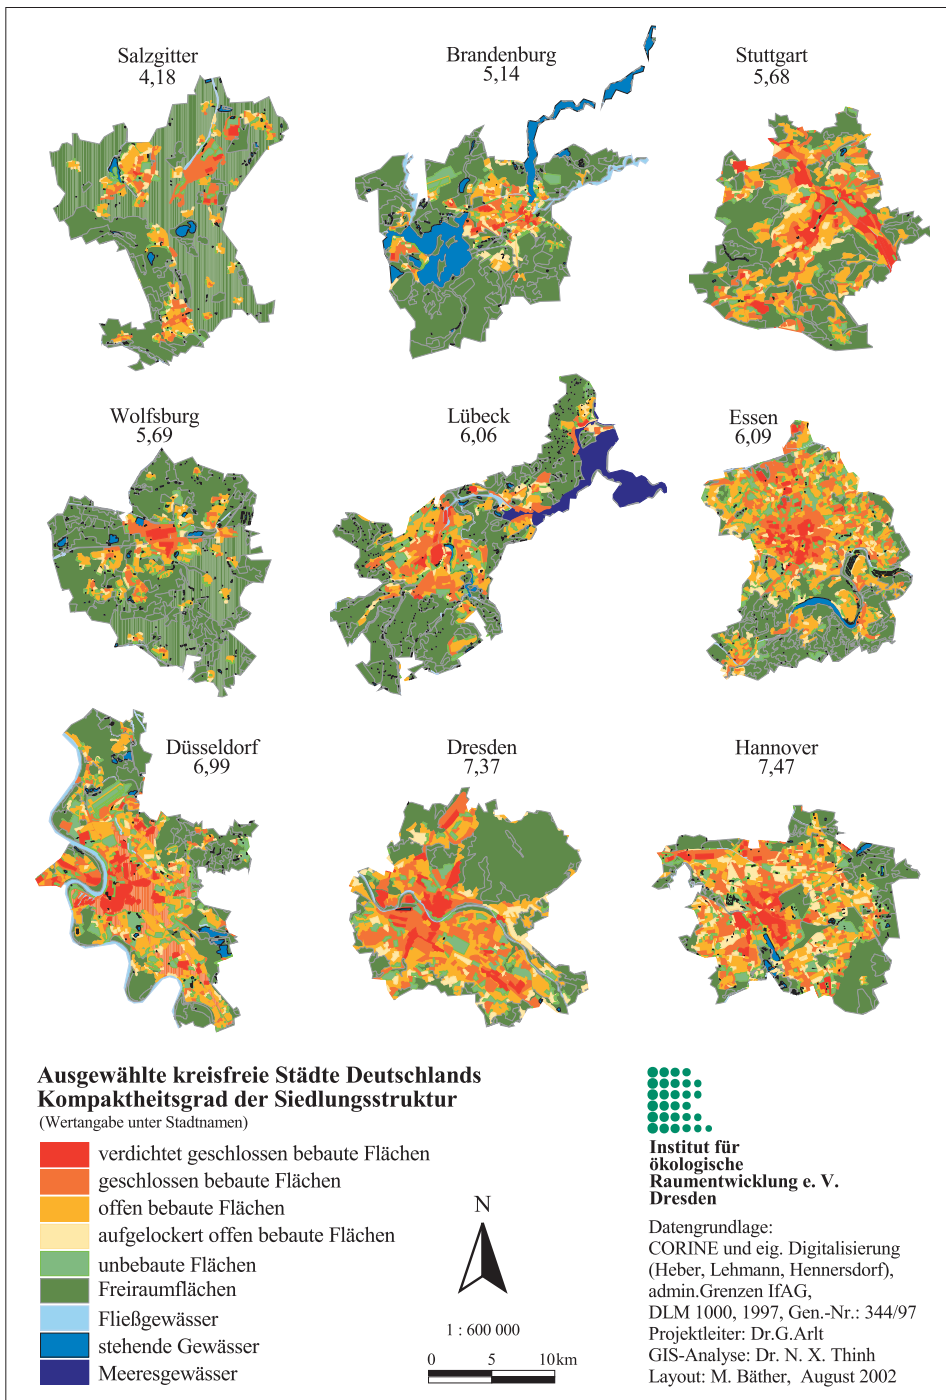 Salzgitter
4,18
Brandenburg
5,14
Stuttgart
5,68
Wolfsburg
5,69
Lübeck
6,06
Essen
6,09
Düsseldorf
6,99
Dresden
7,37
Hannover
7,47
Ausgewählte kreisfreie Städte Deutschlands
Kompaktheitsgrad der Siedlungsstruktur
(Wertangabe unter Stadtnamen)
verdichtet geschlossen bebaute Flächen
geschlossen bebaute Flächen
offen bebaute Flächen
aufgelockert offen bebaute Flächen
unbebaute Flächen
Freiraumflächen
Fließgewässer
stehende Gewässer
Meeresgewässer
N
1 : 600 000
0 5 10 km
Institut für
ökologische
Raumentwicklung e. V.
Dresden
Datengrundlage:
CORINE und eig. Digitalisierung
(Heber, Lehmann, Hennersdorf),
admin.Grenzen IfAG,
DLM 1000, 1997, Gen.-Nr.: 344/97
Projektleiter: Dr.G.Arlt
GIS-Analyse: Dr. N. X. Thinh
Layout: M. Bäther, August 2002